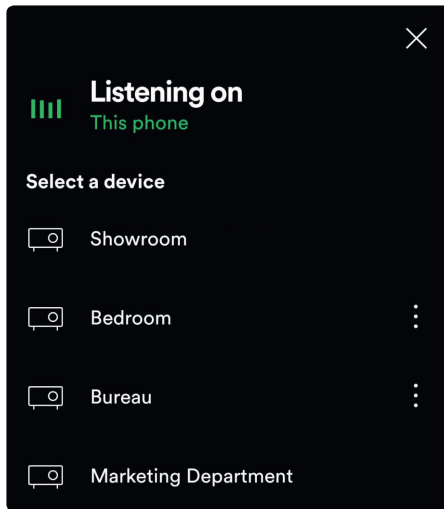 Listening on
This phone
Select a device
Showroom
Bedroom
Bureau
Marketing Department